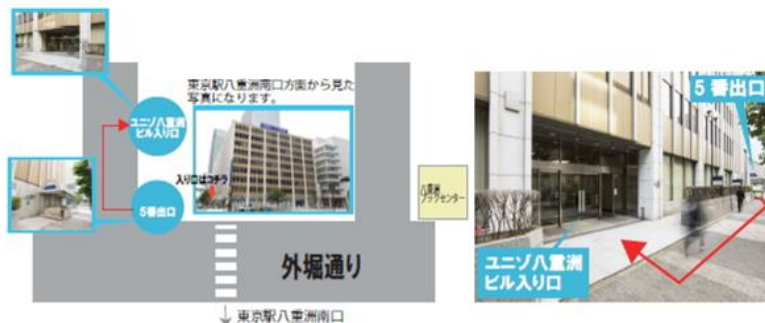 東京駅八重洲南口方面から見た
写真になります。
ユニゾ八重洲
ビル入り口
入り口はコチラ
5番出口
八重洲
ブックセンター
外堀通り
↓ 東京駅八重洲南口
5番出口
ユニゾ八重洲
ビル入り口